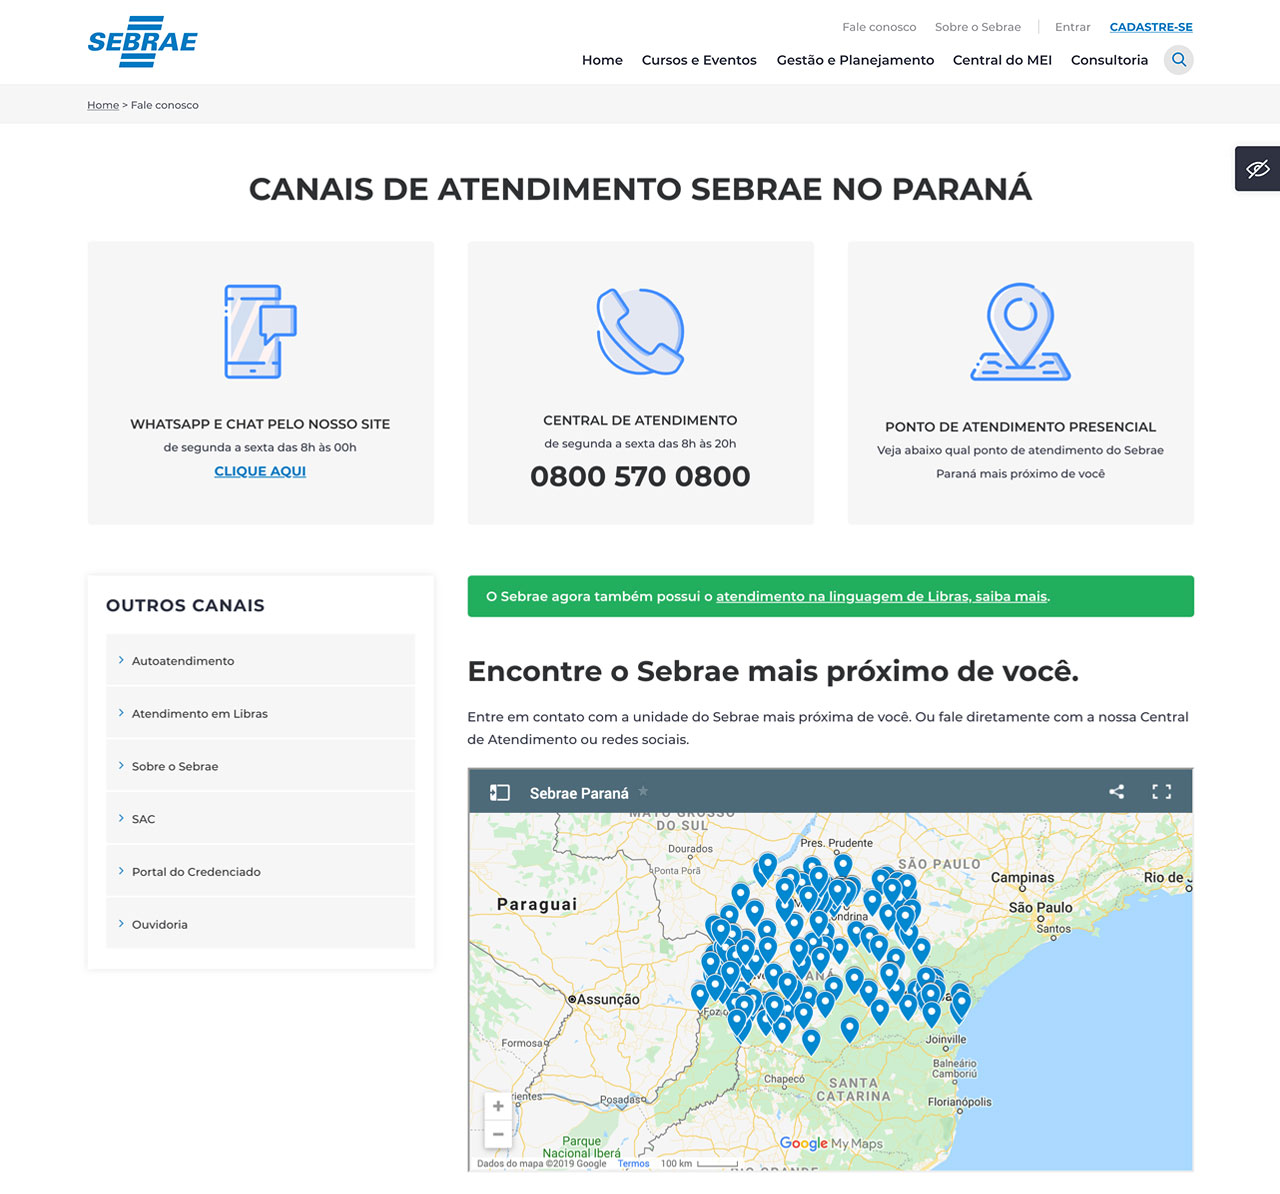 SEBRAE
Fale conosco Sobre o Sebrae Entrar CADASTRE-SE
Home Cursos e Eventos Gestão e Planejamento Central do MEI Consultoria
Home > Fale conosco
CANAIS DE ATENDIMENTO SEBRAE NO PARANÁ
WHATSAPP E CHAT PELO NOSSO SITE
de segunda a sexta das 8h às 00h
CLIQUE AQUI
CENTRAL DE ATENDIMENTO
de segunda a sexta das 8h às 20h
0800 570 0800
PONTO DE ATENDIMENTO PRESENCIAL
Veja abaixo qual ponto de atendimento do Sebrae
Paraná mais próximo de você
OUTROS CANAIS
Autoatendimento
Atendimento em Libras
Sobre o Sebrae
SAC
Portal do Credenciado
Ouvidoria
O Sebrae agora também possui o atendimento na linguagem de Libras, saiba mais.
Encontre o Sebrae mais próximo de você.
Entre em contato com a unidade do Sebrae mais próxima de você. Ou fale diretamente com a nossa Central
de Atendimento ou redes sociais.
Sebrae Paraná
MATO GROSSO
DO SUL
Dourados
Pres. Prudente
SÃO PAULO
Ponta Porã
Campinas
Rio de J
Paraguai
ondrina
São Paulo
Santos
ANÁ
Assunção
Foz
Formosa
Joinville
Balneário
Camboriú
Chapecó
SANTA
CATARINA
rientes
Posadas
Florianópolis
Parque
Nacional Iberá
Google My Maps
Dados do mapa ©2019 Google Termos 100 km
RIO GRANDE